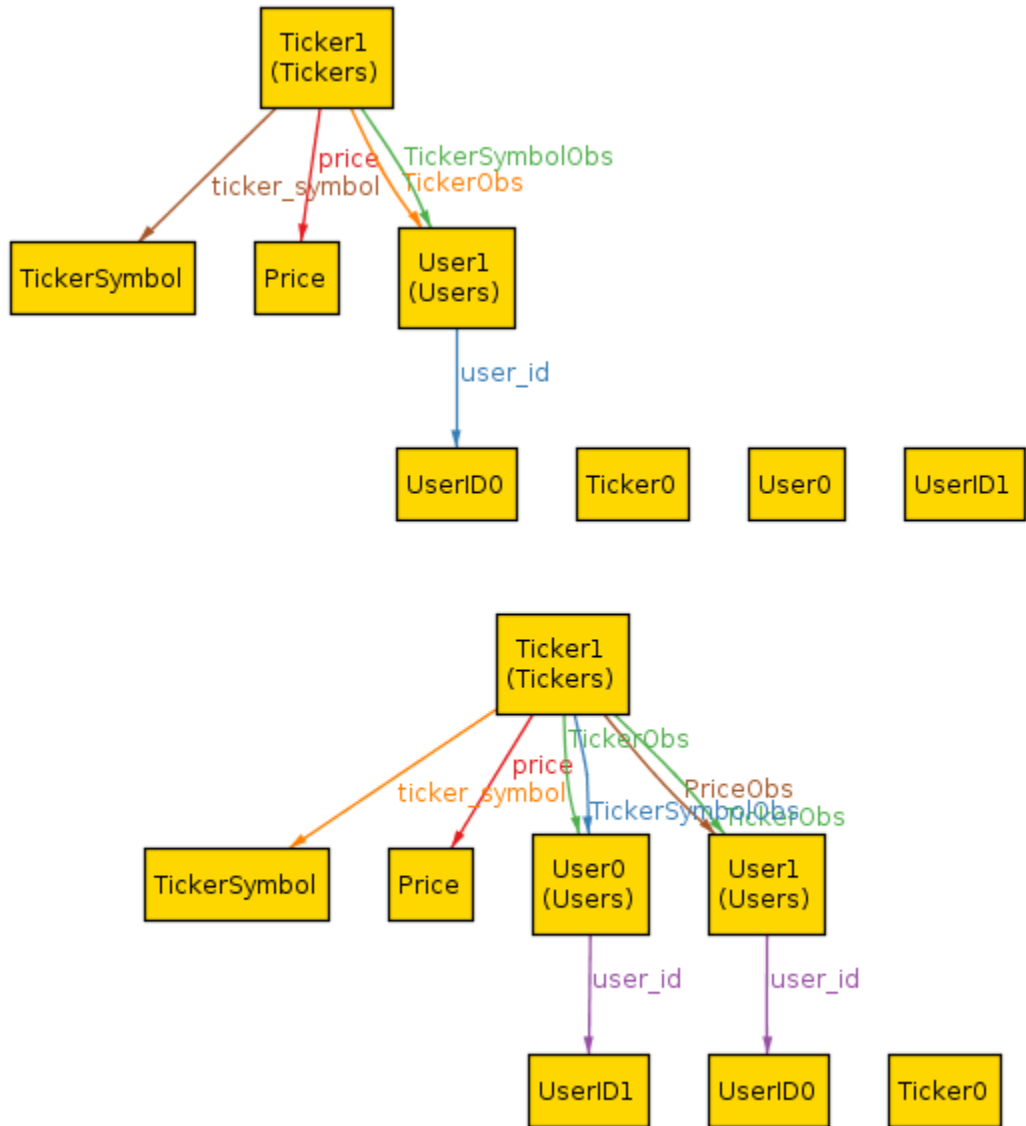 Ticker1
(Tickers)
TickerSymbolObs
price
TickerObs
ticker_symbol
TickerSymbol
Price
User1
(Users)
user_id
UserID0
Ticker0
User0
UserID1
Ticker1
(Tickers)
TickerObs
price
ticker_symbol
PriceObs
TickerSymbolObs
TickerObs
TickerSymbol
Price
User0
(Users)
User1
(Users)
user_id
user_id
UserID1
UserID0
Ticker0